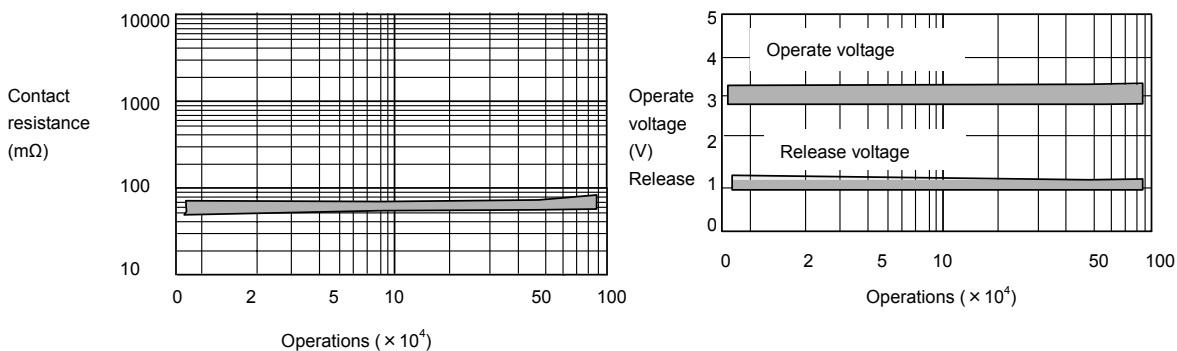 10000
1000
100
10
Contact
resistance
(mΩ)
0 2 5 10 50 100
Operations (×10⁴)
5
4
3
2
1
0
Operate
voltage
(V)
Release
Operate voltage
Release voltage
0 2 5 10 50 100
Operations (×10⁴)